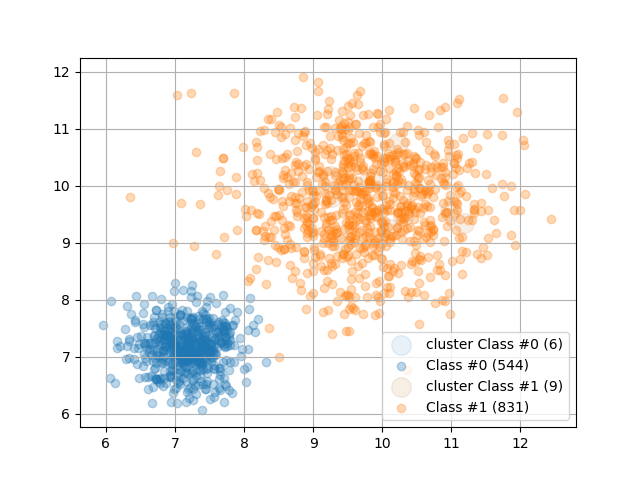 12
11
10
9
8
7
6
cluster Class #0 (6)
Class #0 (544)
cluster Class #1 (9)
Class #1 (831)
6 7 8 9 10 11 12